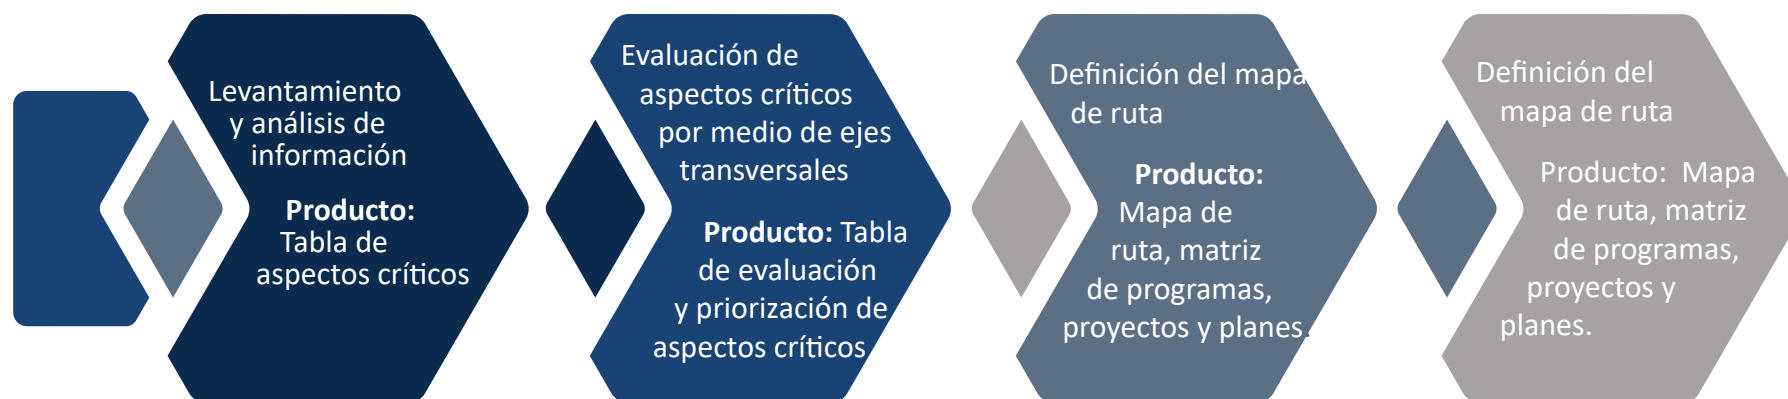 Levantamiento
y análisis de
información
Producto:
Tabla de
aspectos críticos
Evaluación de
aspectos críticos
por medio de ejes
transversales
Producto: Tabla
de evaluación
y priorización de
aspectos críticos
Definición del mapa
de ruta
Producto:
Mapa de
ruta, matriz
de programas,
proyectos y planes.
Definición del
mapa de ruta
Producto:  Mapa
de ruta, matriz
de programas,
proyectos y
planes.